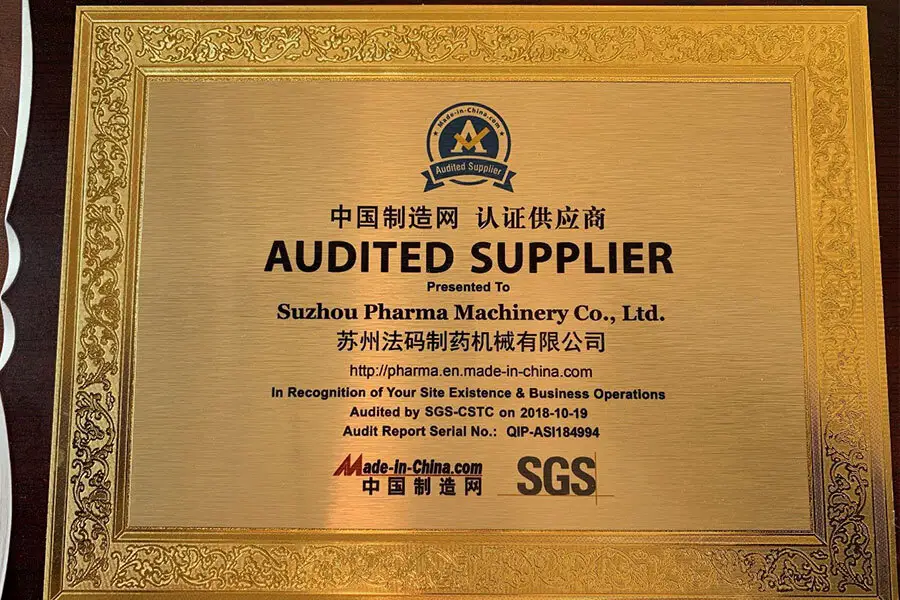 Made-in-China.com
Audited Supplier
中国制造网 认证供应商
AUDITED SUPPLIER
Presented To
Suzhou Pharma Machinery Co., Ltd.
苏州法码制药机械有限公司
http://pharma.en.made-in-china.com
In Recognition of Your Site Existence & Business Operations
Audited by SGS-CSTC on 2018-10-19
Audit Report Serial No.: QIP-ASI184994
Made-in-China.com
中国制造网
SGS